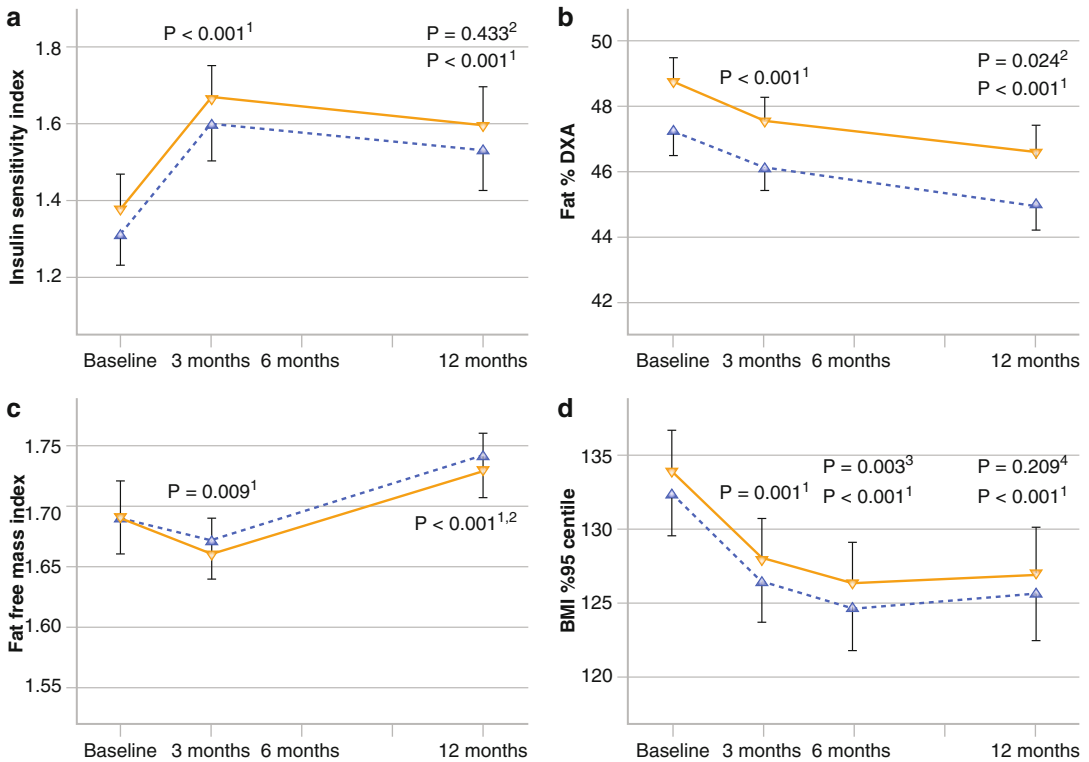 a
P < 0.001¹
P = 0.433²
P < 0.001¹
1.8
1.6
1.4
1.2
Insulin sensitivity index
Baseline 3 months 6 months 12 months
b
P < 0.001¹
P = 0.024²
P < 0.001¹
50
48
46
44
42
Fat % DXA
Baseline 3 months 6 months 12 months
c
P = 0.009¹
P < 0.001¹,²
1.75
1.70
1.65
1.60
1.55
Fat free mass index
Baseline 3 months 6 months 12 months
d
P = 0.001¹
P = 0.003³
P < 0.001¹
P = 0.209⁴
P < 0.001¹
135
130
125
120
BMI %95 centile
Baseline 3 months 6 months 12 months